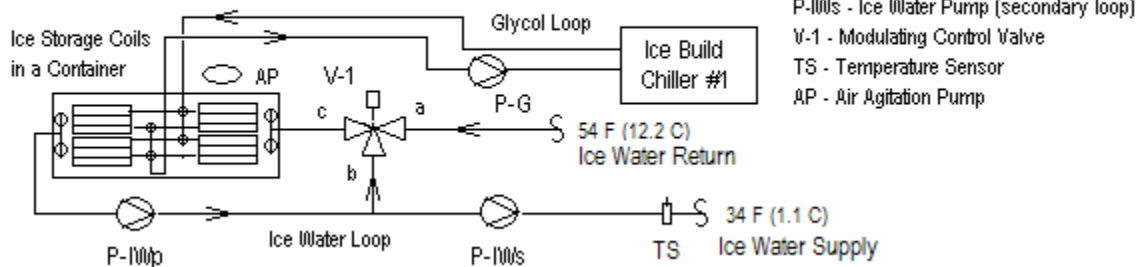 P-IWs - Ice Water Pump (secondary loop)
Glycol Loop
Ice Storage Coils
in a Container
V-1 - Modulating Control Valve
Ice Build
Chiller #1
TS - Temperature Sensor
AP
V-1
P-G
AP - Air Agitation Pump
c
a
54 F (12.2 C)
Ice Water Return
b
34 F (1.1 C)
Ice Water Supply
Ice Water Loop
P-IWp
P-IWs
TS